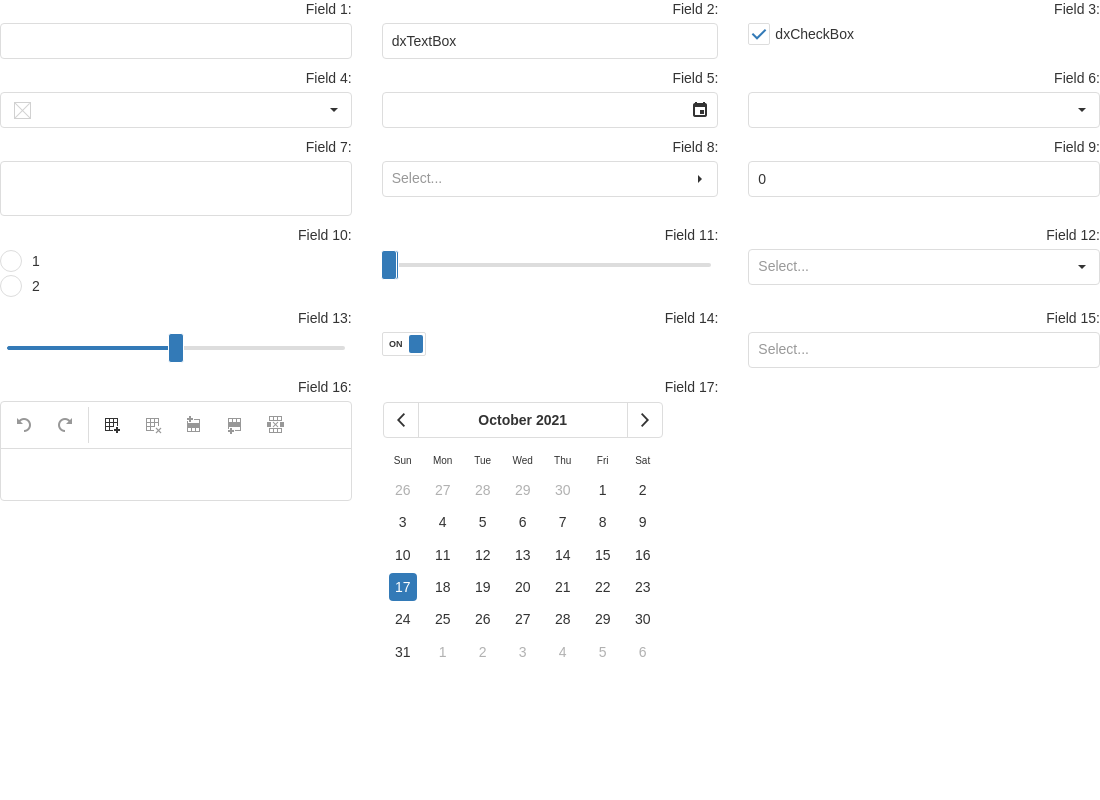 Field 1:
Field 2:
dxTextBox
Field 3:
dxCheckBox
Field 4:
Field 5:
Field 6:
Field 7:
Field 8:
Select...
Field 9:
0
Field 10:
1
2
Field 11:
Field 12:
Select...
Field 13:
Field 14:
ON
Field 15:
Select...
Field 16:
Field 17:
October 2021
Sun Mon Tue Wed Thu Fri Sat
26 27 28 29 30 1 2
3 4 5 6 7 8 9
10 11 12 13 14 15 16
17 18 19 20 21 22 23
24 25 26 27 28 29 30
31 1 2 3 4 5 6